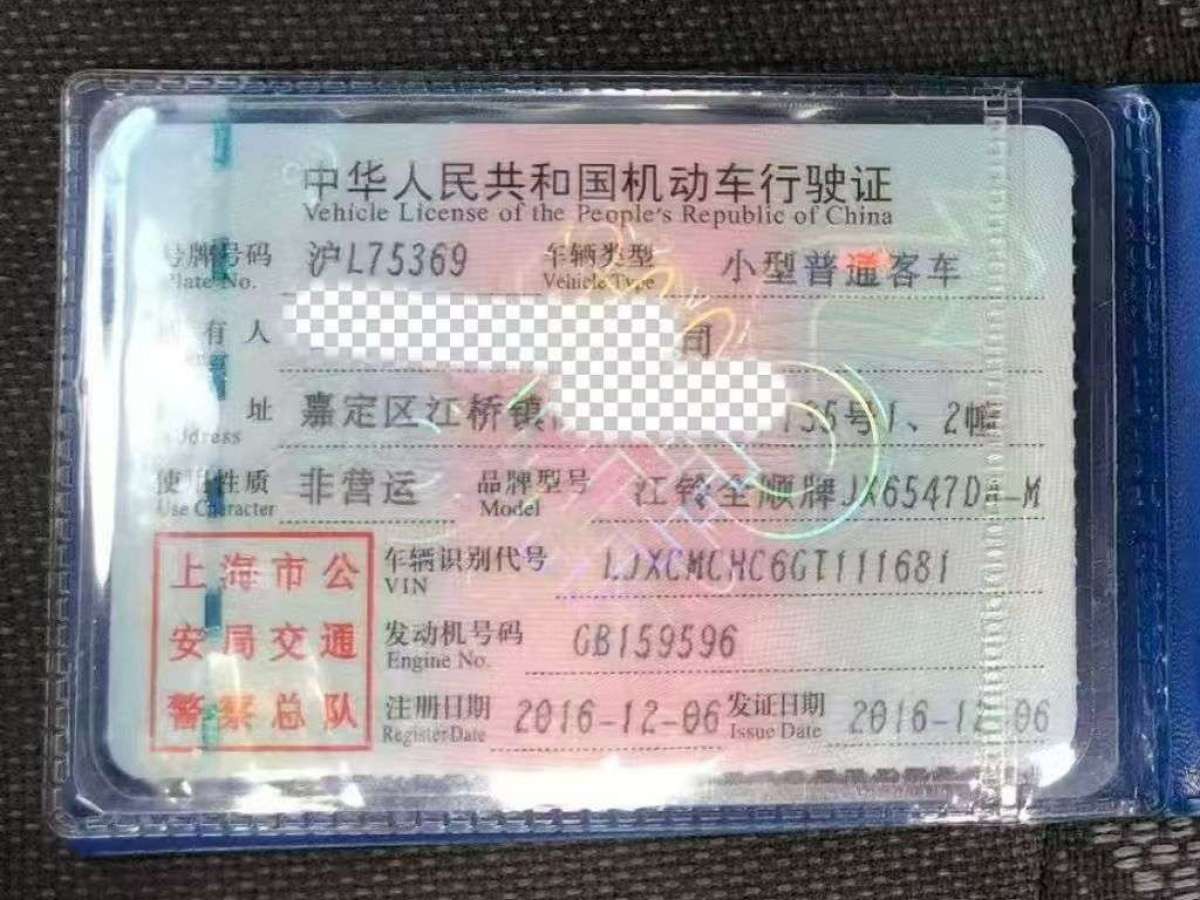 中华人民共和国机动车行驶证
Vehicle License of the People's Republic of China
号牌号码 沪L75369 车辆类型 小型普通客车
Plate No. Vehicle Type
有人 司
址 嘉定区江桥镇 135号1、2幢
Address
使用性质 非营运 品牌型号 江铃全顺牌JX6547D
Use Character Model
上海市公 车辆识别代号 LJXCMCHC6GT111681
VIN
安局交通 发动机号码 GB159596
Engine No.
警察总队 注册日期 2016-12-06 发证日期 2016-12-06
Register Date Issue Date